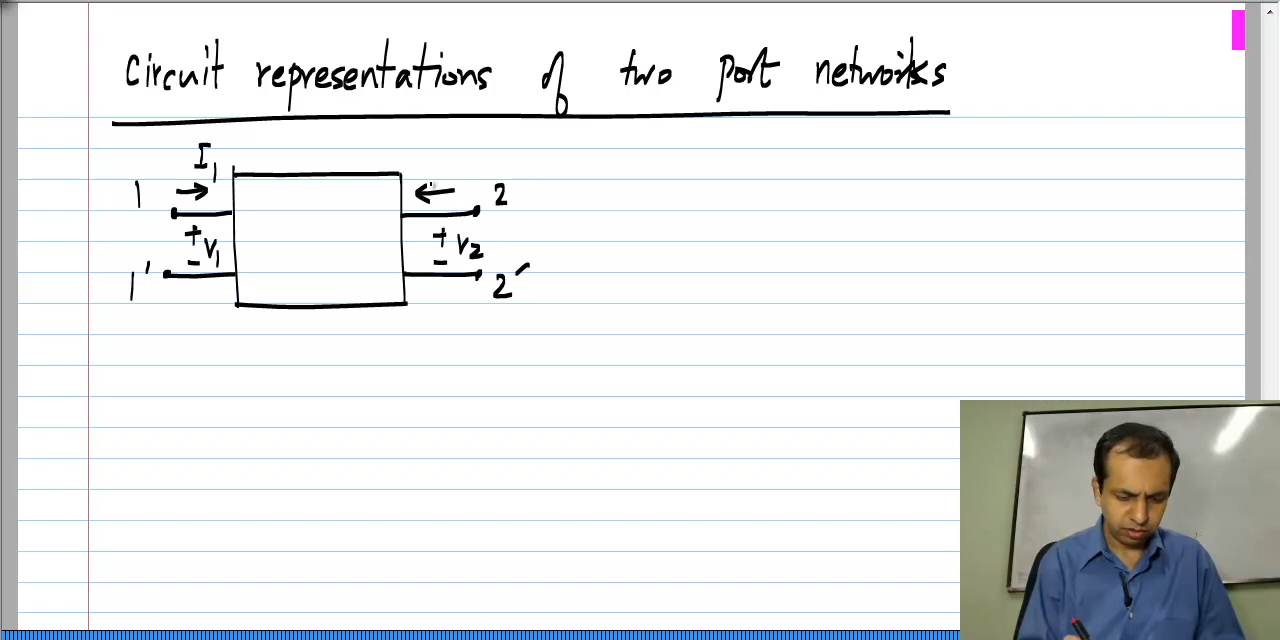 Circuit representations of two port networks
I1
1 2
+ V1 - + V2 -
1' 2'